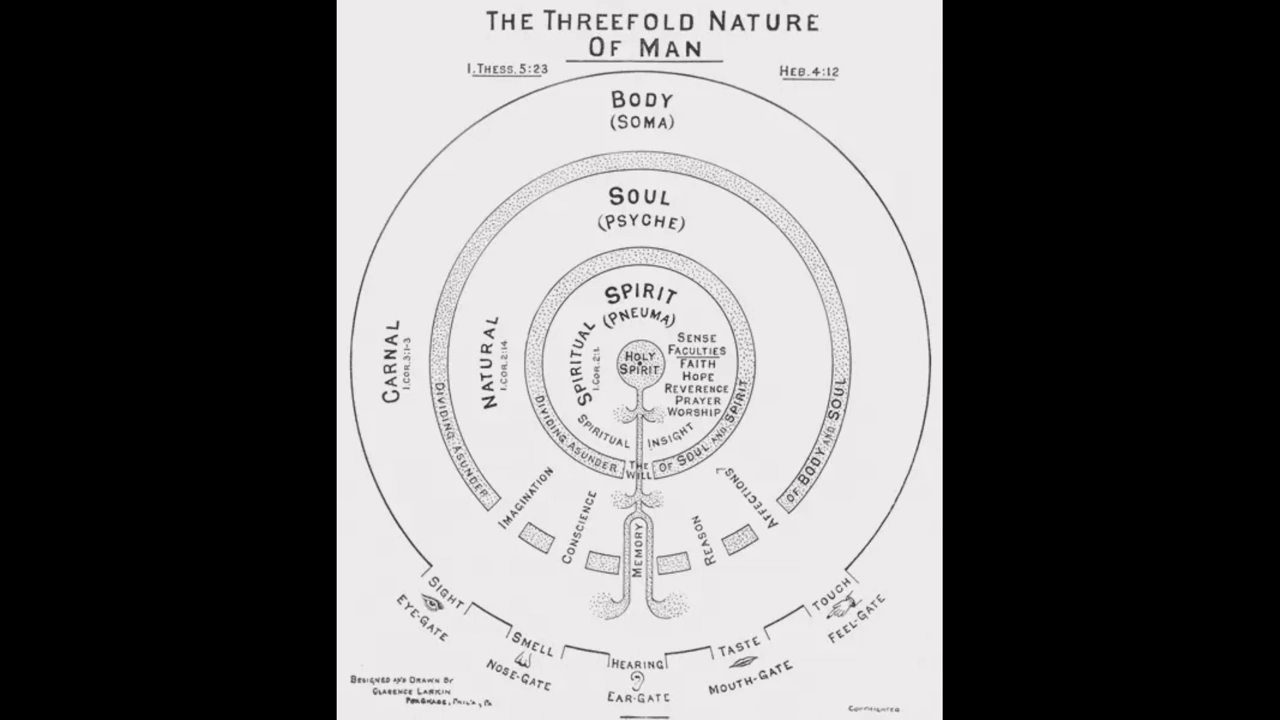 THE THREEFOLD NATURE
OF MAN
I. THESS. 5:23
HEB. 4:12
BODY
(SOMA)
SOUL
(PSYCHE)
SPIRIT
(PNEUMA)
CARNAL
I. COR. 3:1-3
NATURAL
I. COR. 2:14
SPIRITUAL
I. COR. 2:
HOLY
SPIRIT
SENSE
FACULTIES
FAITH
HOPE
REVERENCE
PRAYER
WORSHIP
SPIRITUAL INSIGHT
DIVIDING ASUNDER
THE
WILL
OF SOUL AND SPIRIT
DIVIDING ASUNDER
OF BODY AND SOUL
IMAGINATION
CONSCIENCE
MEMORY
REASON
AFFECTIONS
SIGHT
EYE-GATE
SMELL
NOSE-GATE
HEARING
EAR-GATE
TASTE
MOUTH-GATE
TOUCH
FEEL-GATE
DESIGNED AND DRAWN BY
CLARENCE LARKIN
PHIL'A, PA
COPYRIGHTED